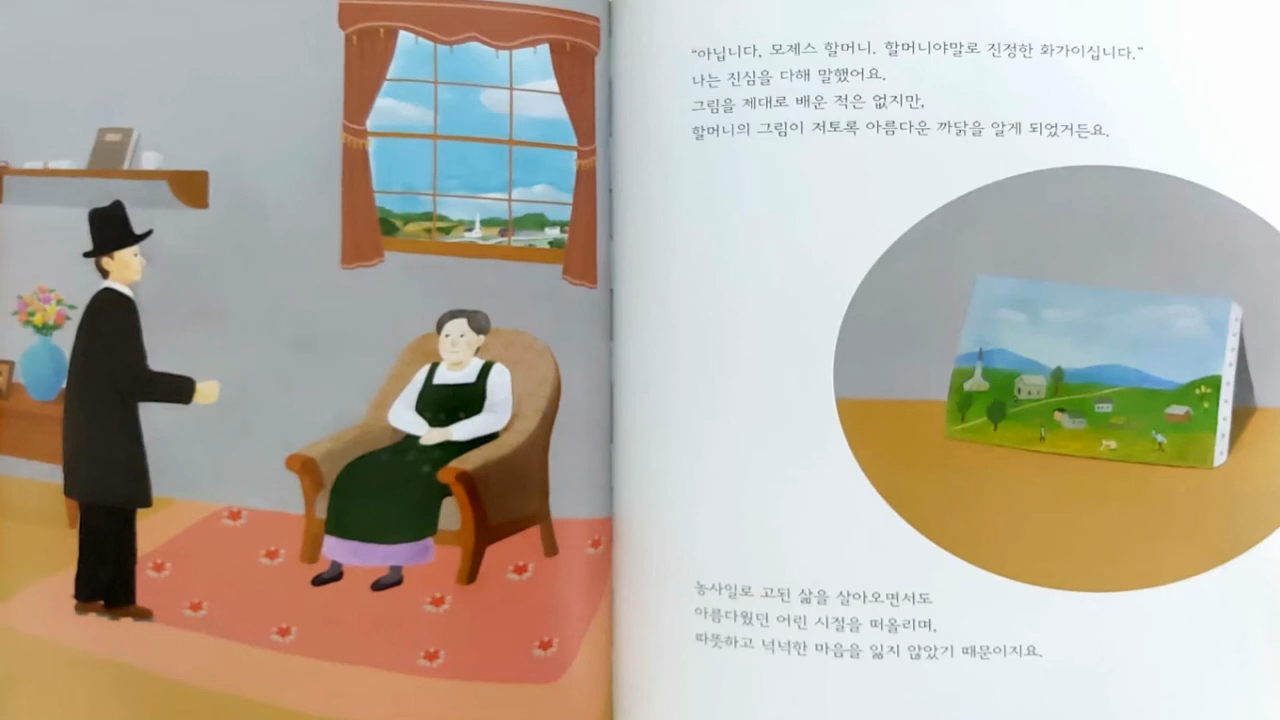 “아닙니다, 모제스 할머니. 할머니야말로 진정한 화가이십니다.”
나는 진심을 다해 말했어요.
그림을 제대로 배운 적은 없지만,
할머니의 그림이 저토록 아름다운 까닭을 알게 되었거든요.
농사일로 고된 삶을 살아오면서도
아름다웠던 어린 시절을 떠올리며,
따뜻하고 넉넉한 마음을 잃지 않았기 때문이지요.